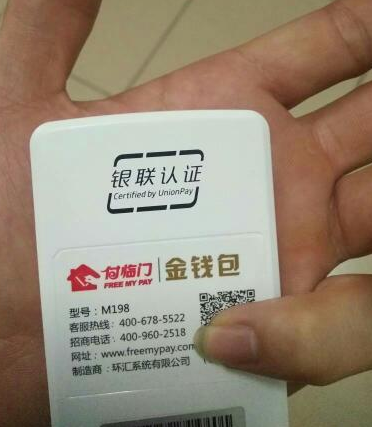 银联认证
Certified by UnionPay
付临门 金钱包
FREE MY PAY
型号：M198
客服热线：400-678-5522
招商电话：400-960-2518
网址：www.freemypay.com
制造商：环汇系统有限公司